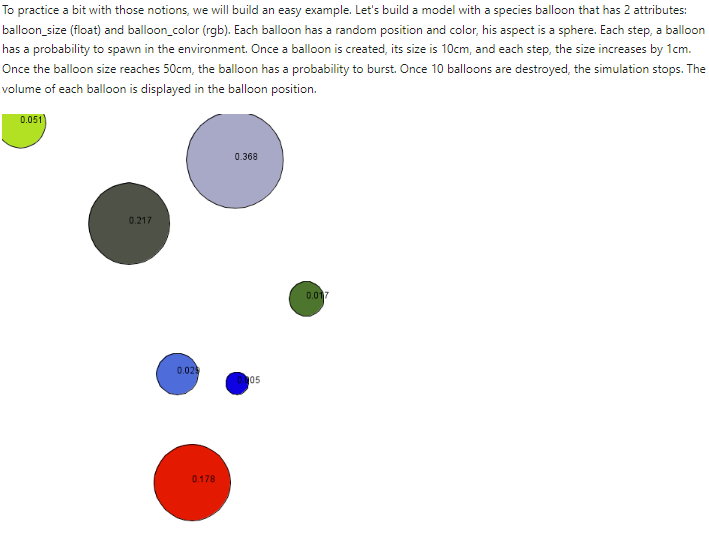 To practice a bit with those notions, we will build an easy example. Let's build a model with a species balloon that has 2 attributes:
balloon_size (float) and balloon_color (rgb). Each balloon has a random position and color, his aspect is a sphere. Each step, a balloon
has a probability to spawn in the environment. Once a balloon is created, its size is 10cm, and each step, the size increases by 1cm.
Once the balloon size reaches 50cm, the balloon has a probability to burst. Once 10 balloons are destroyed, the simulation stops. The
volume of each balloon is displayed in the balloon position.
0.051
0.368
0.217
0.017
0.029
0.005
0.178